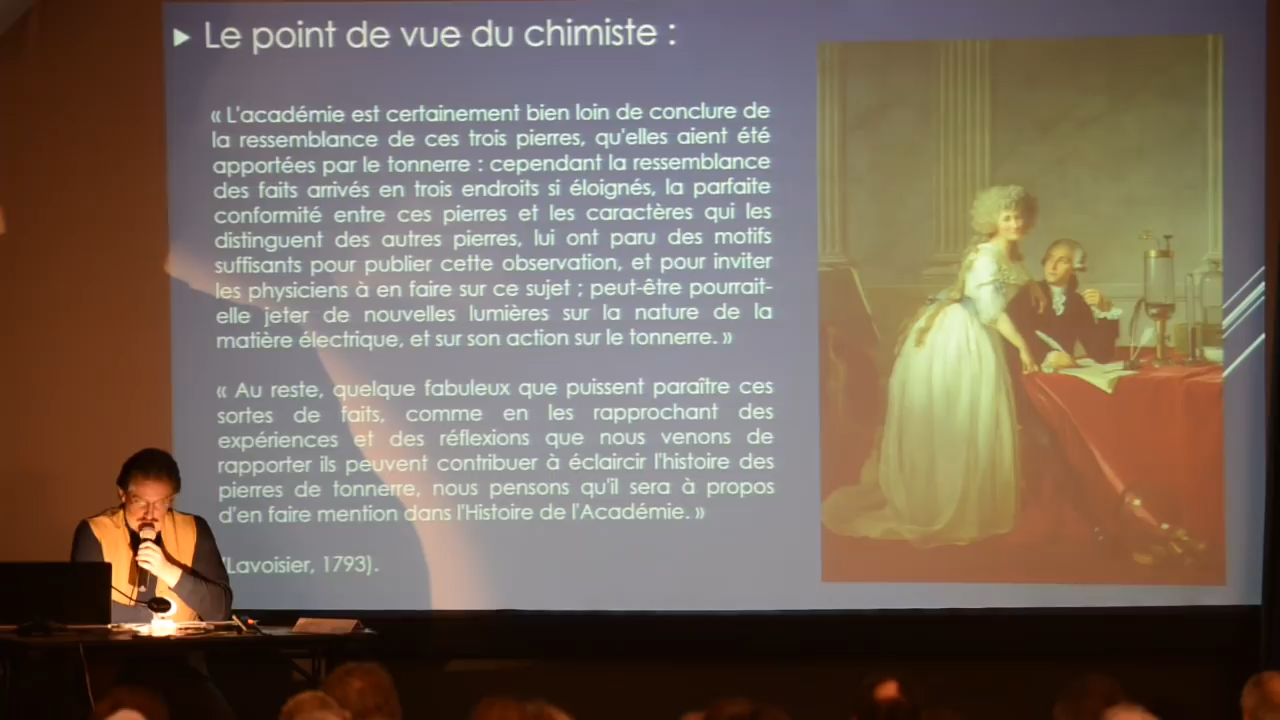 Le point de vue du chimiste :
« L'académie est certainement bien loin de conclure de
la ressemblance de ces trois pierres, qu'elles aient été
apportées par le tonnerre : cependant la ressemblance
des faits arrivés en trois endroits si éloignés, la parfaite
conformité entre ces pierres et les caractères qui les
distinguent des autres pierres, lui ont paru des motifs
suffisants pour publier cette observation, et pour inviter
les physiciens à en faire sur ce sujet ; peut-être pourrait-
elle jeter de nouvelles lumières sur la nature de la
matière électrique, et sur son action sur le tonnerre. »
« Au reste, quelque fabuleux que puissent paraître ces
sortes de faits, comme en les rapprochant des
expériences et des réflexions que nous venons de
rapporter ils peuvent contribuer à éclaircir l'histoire des
pierres de tonnerre, nous pensons qu'il sera à propos
d'en faire mention dans l'Histoire de l'Académie. »
(Lavoisier, 1793).